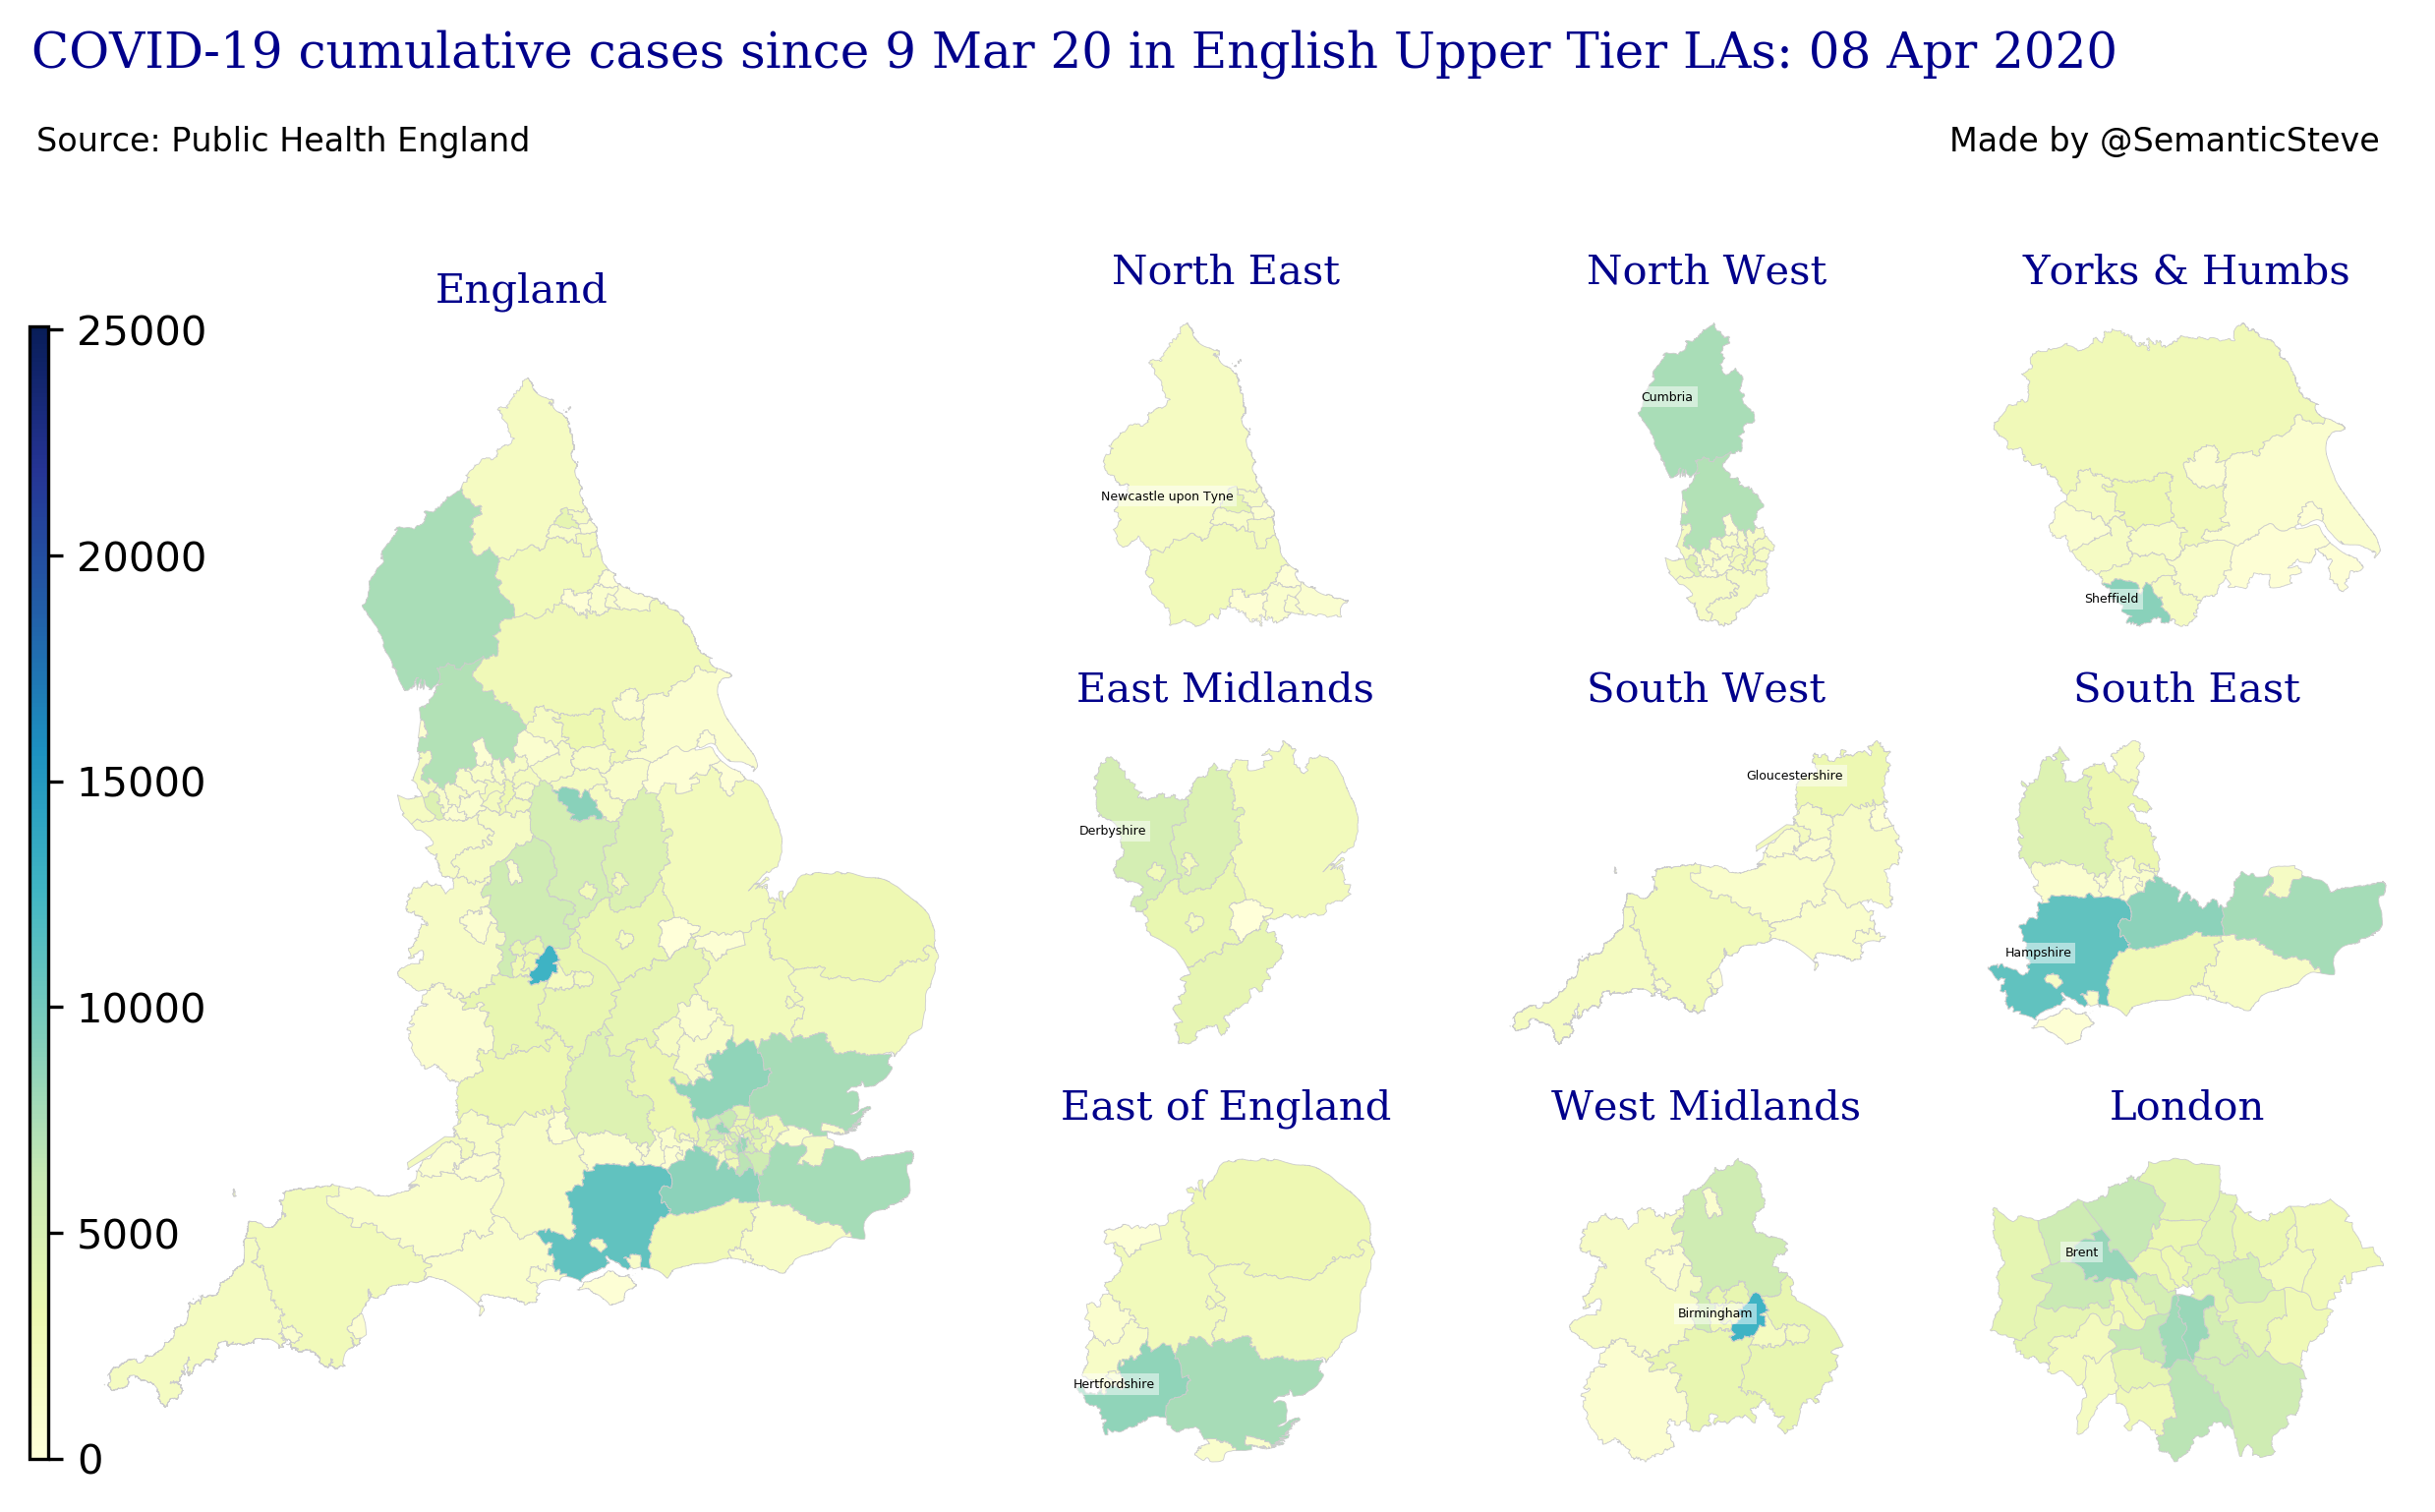 COVID-19 cumulative cases since 9 Mar 20 in English Upper Tier LAs: 08 Apr 2020
Source: Public Health England
Made by @SemanticSteve
England
25000
20000
15000
10000
5000
0
North East
Newcastle upon Tyne
North West
Cumbria
Yorks & Humbs
Sheffield
East Midlands
Derbyshire
South West
Gloucestershire
South East
Hampshire
East of England
Hertfordshire
West Midlands
Birmingham
London
Brent